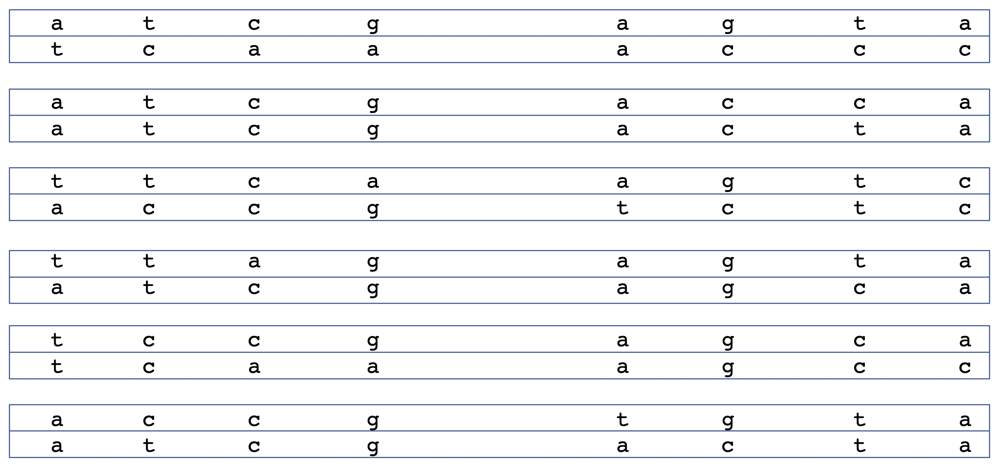 a t c g a g t a
t c a a a c c c
a t c g a c c a
a t c g a c t a
t t c a a g t c
a c c g t c t c
t t a g a g t a
a t c g a g c a
t c c g a g c a
t c a a a g c c
a c c g t g t a
a t c g a c t a